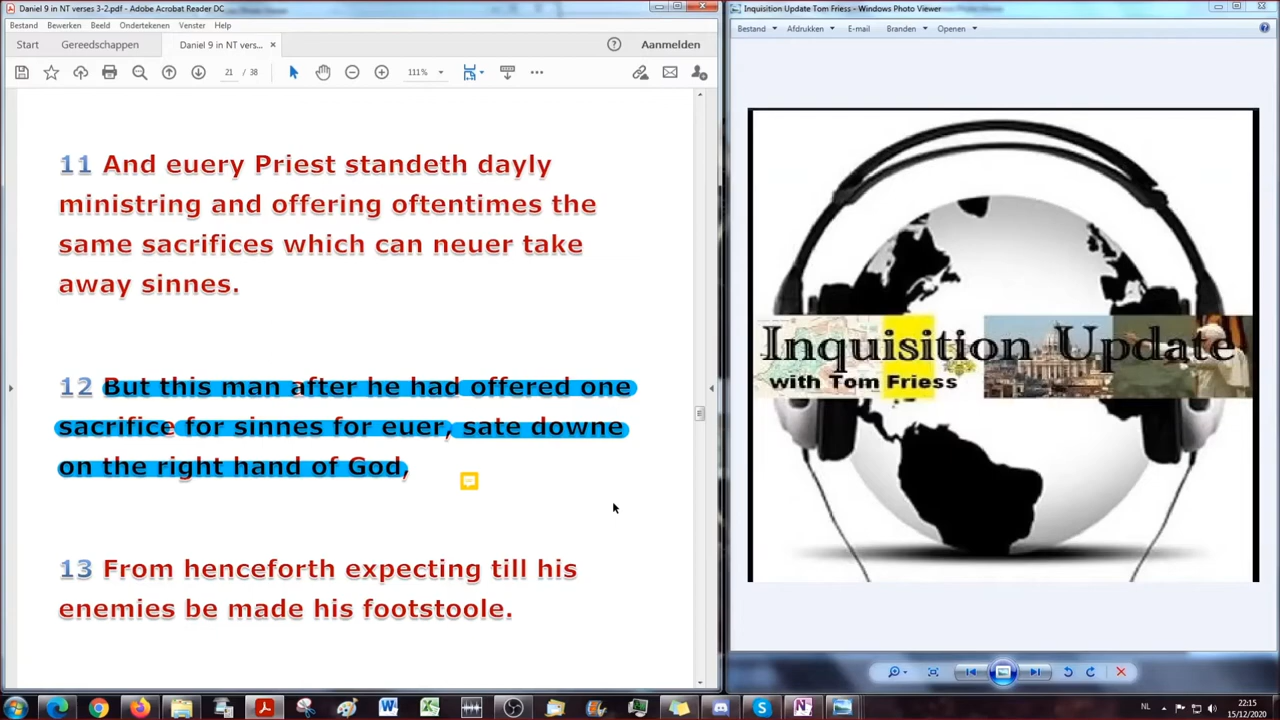 Daniel 9 in NT verses 3-2.pdf - Adobe Acrobat Reader DC
Bestand Bewerken Beeld Ondertekenen Venster Help
Start Gereedschappen Daniel 9 in NT vers... × Aanmelden
21 / 38 111%
11 And euery Priest standeth dayly
ministring and offering oftentimes the
same sacrifices which can neuer take
away sinnes.
12 But this man after he had offered one
sacrifice for sinnes for euer, sate downe
on the right hand of God,
13 From henceforth expecting till his
enemies be made his footstoole.
Inquisition Update Tom Friess - Windows Photo Viewer
Bestand Afdrukken E-mail Branden Openen
Inquisition Update
with Tom Friess
NL 22:15
15/12/2020